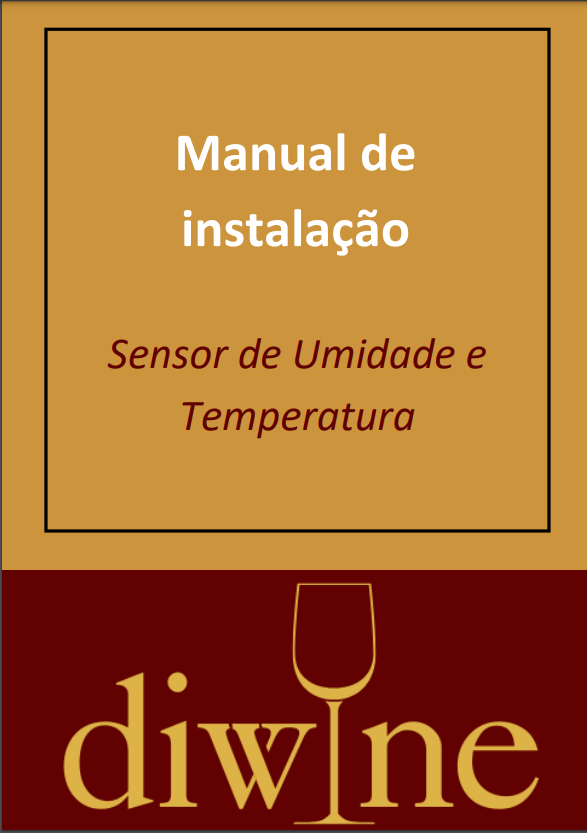 Manual de
instalação
Sensor de Umidade e
Temperatura
diwine